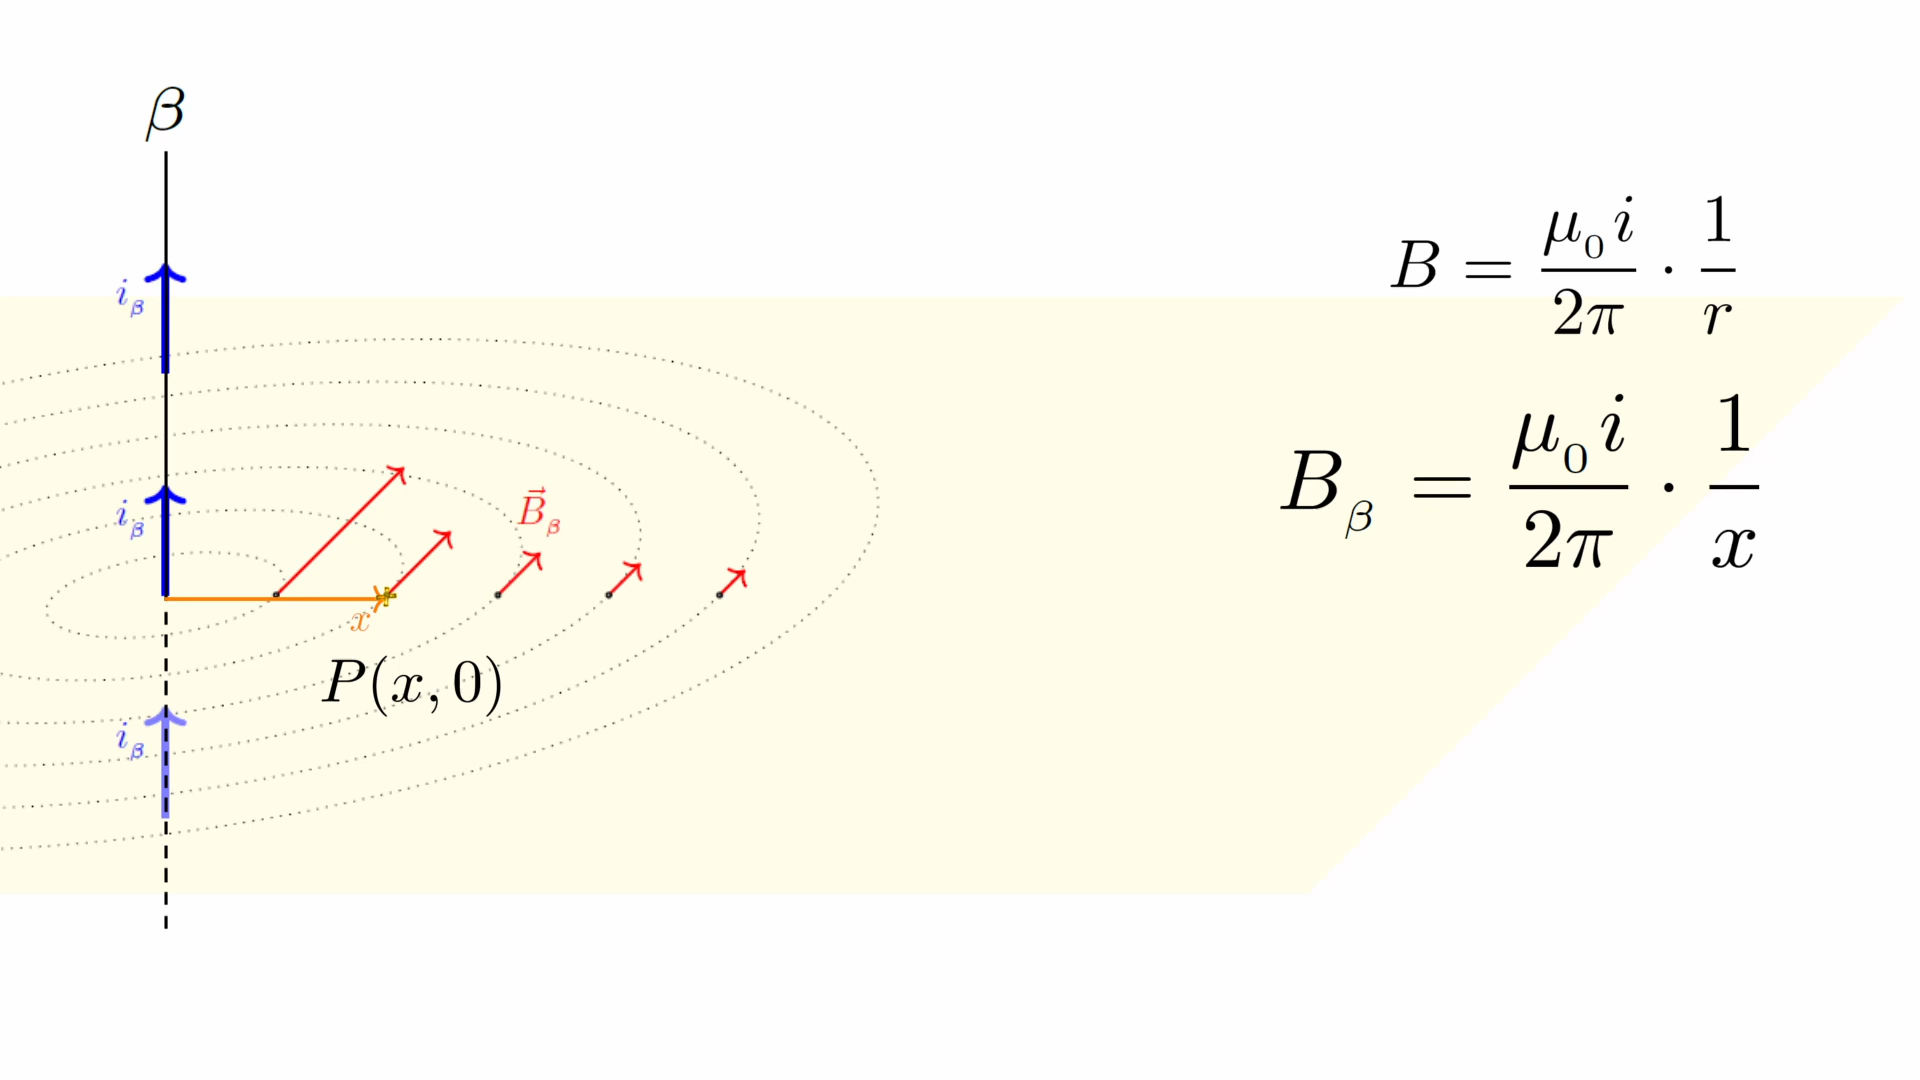 β
i_β
B = μ₀i/2π · 1/r
B_β = μ₀i/2π · 1/x
i_β
B⃗_β
x
P(x, 0)
i_β